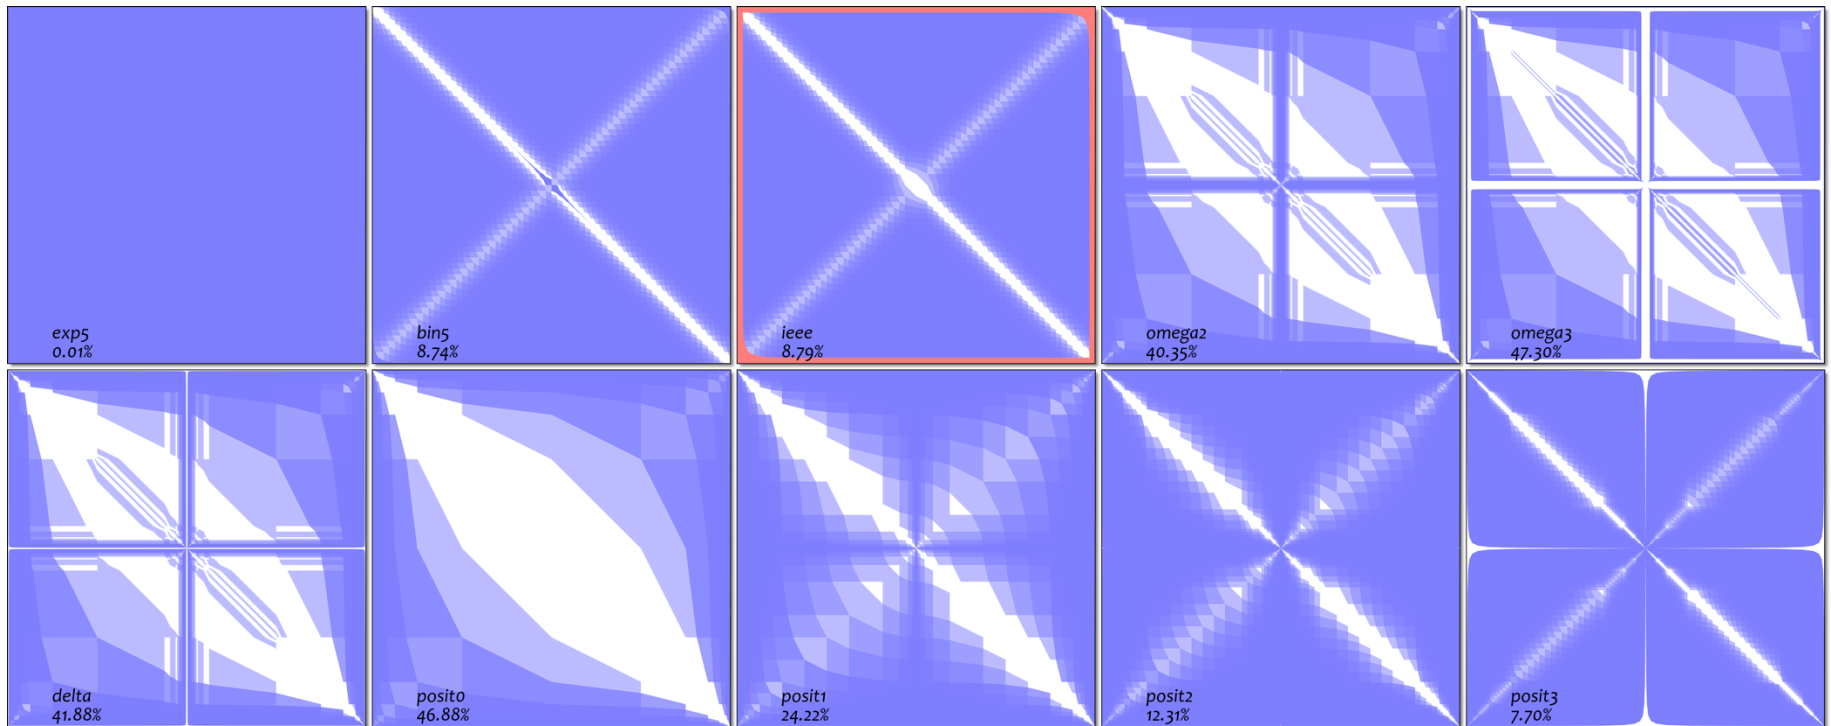 exp5
0.01%
bin5
8.74%
ieee
8.79%
omega2
40.35%
omega3
47.30%
delta
41.88%
posit0
46.88%
posit1
24.22%
posit2
12.31%
posit3
7.70%